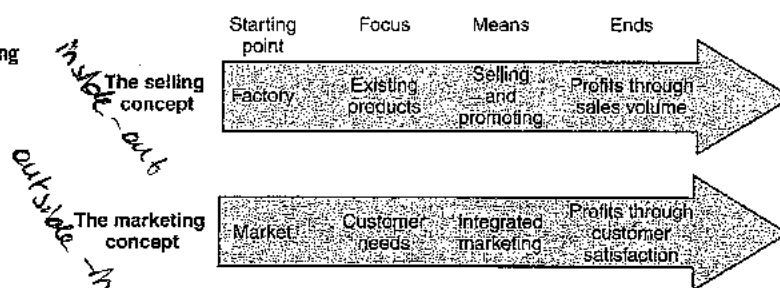 Starting point
Focus
Means
Ends
ng
inside-out
The selling
concept
Factory
Existing
products
Selling
and
promoting
Profits through
sales volume
outside-
The marketing
concept
Market
Customer
needs
Integrated
marketing
Profits through
customer
satisfaction